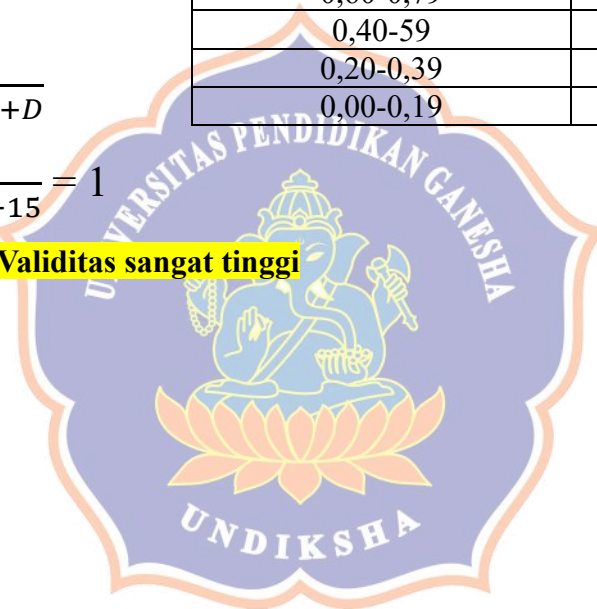 0,40-59
0,20-0,39
0,00-0,19
+D
-15 = 1
Validitas sangat tinggi
UNIVERSITAS PENDIDIKAN GANESHA
UNDIKSHA